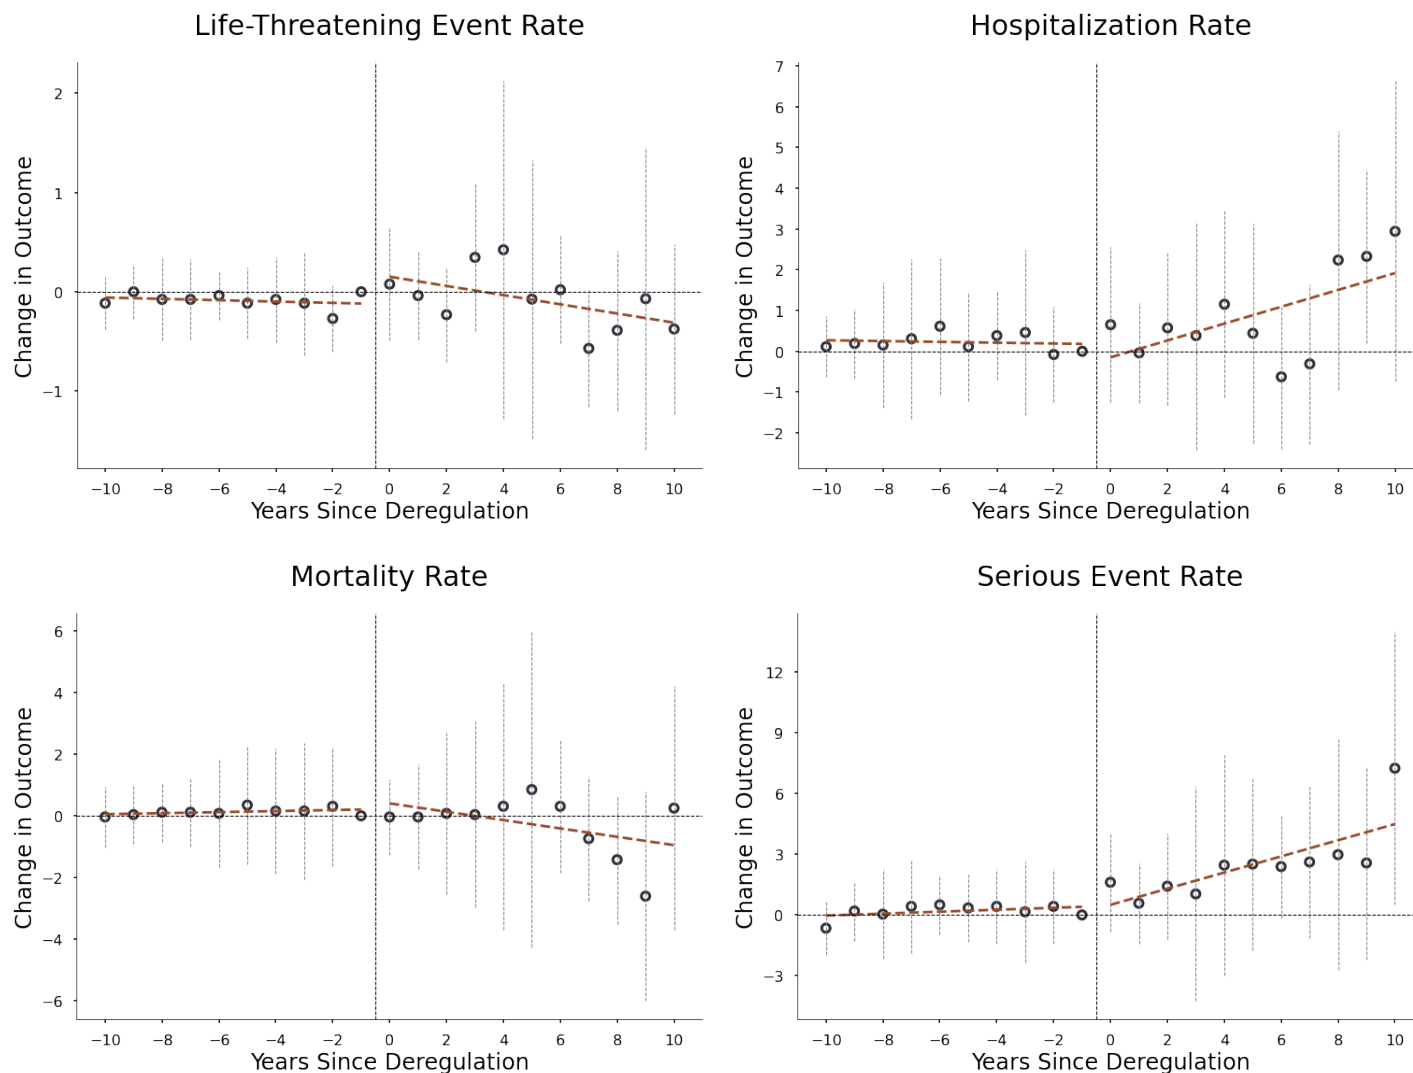 Life-Threatening Event Rate
Change in Outcome
2
1
0
−1
−10 −8 −6 −4 −2 0 2 4 6 8 10
Years Since Deregulation
Hospitalization Rate
Change in Outcome
7
6
5
4
3
2
1
0
−1
−2
−10 −8 −6 −4 −2 0 2 4 6 8 10
Years Since Deregulation
Mortality Rate
Change in Outcome
6
4
2
0
−2
−4
−6
−10 −8 −6 −4 −2 0 2 4 6 8 10
Years Since Deregulation
Serious Event Rate
Change in Outcome
12
9
6
3
0
−3
−10 −8 −6 −4 −2 0 2 4 6 8 10
Years Since Deregulation